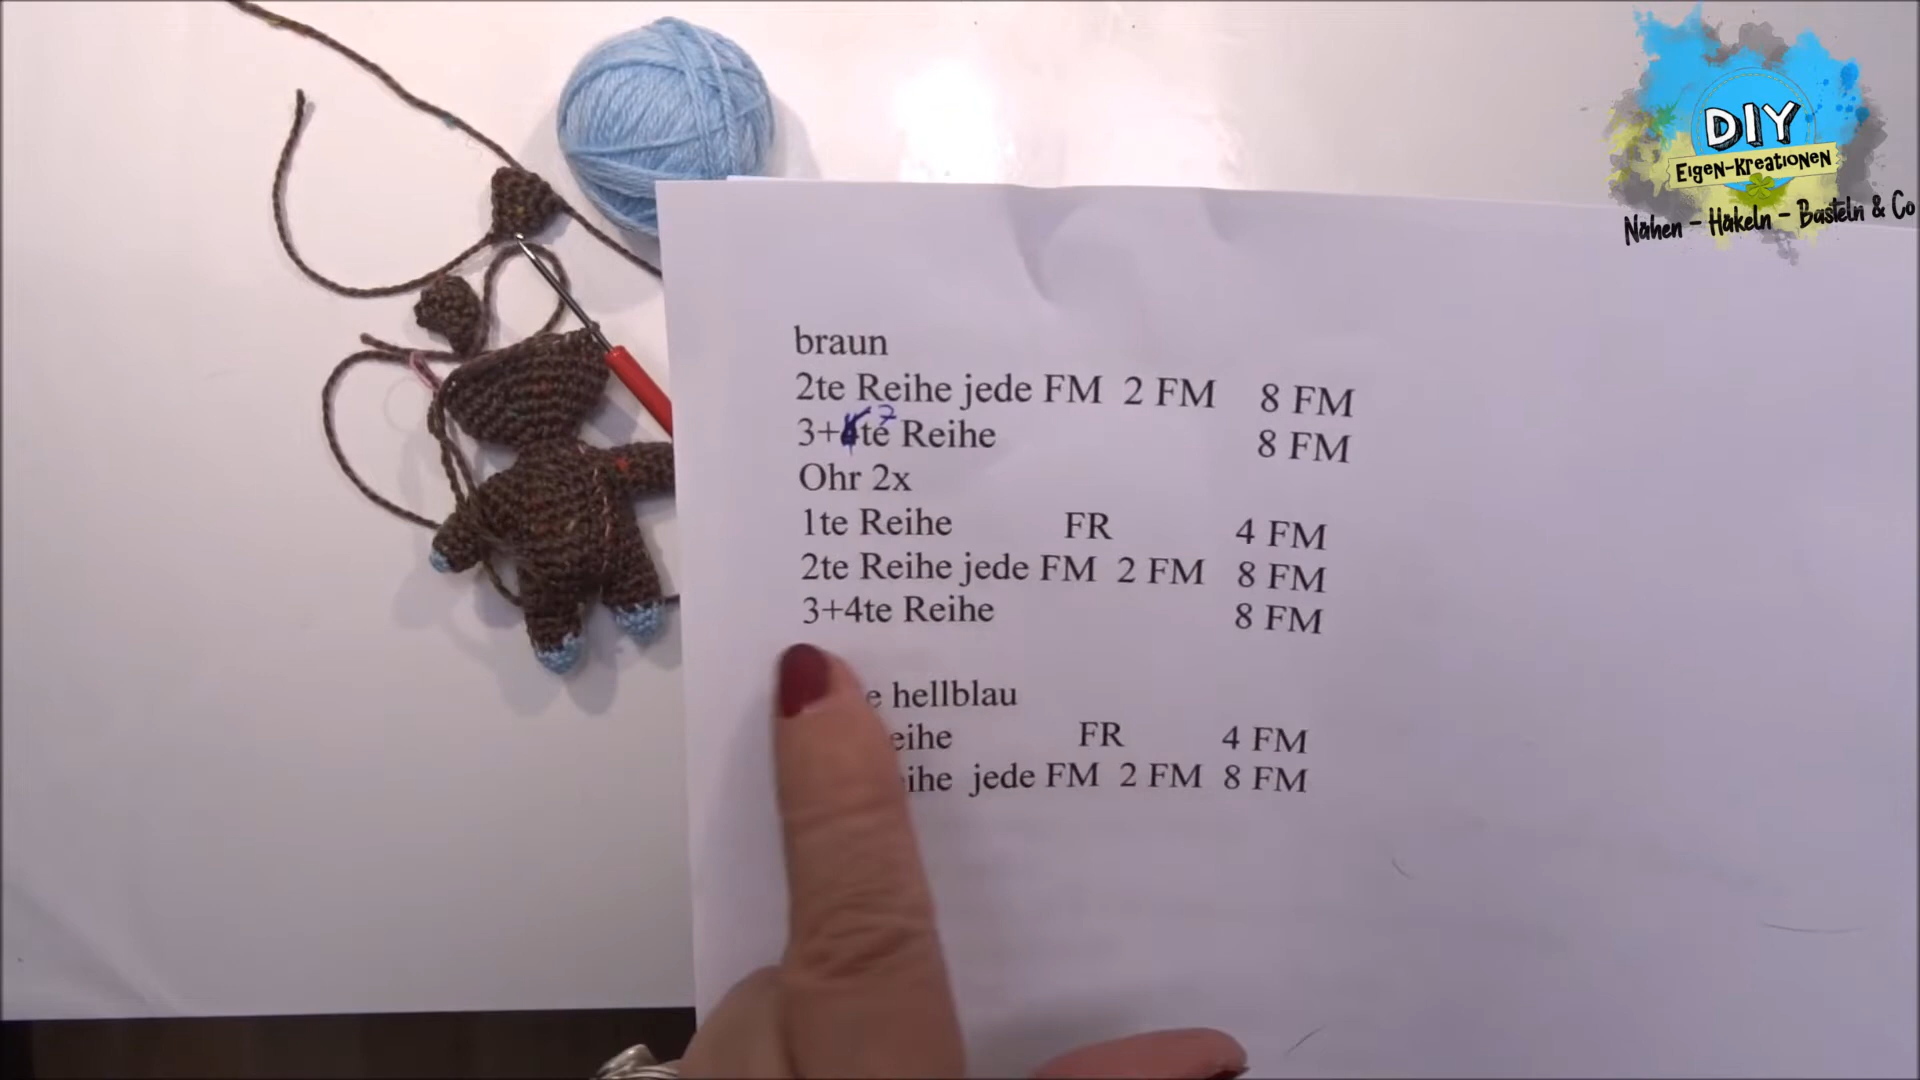 DIY
Eigen-Kreationen
Nähen - Häkeln - Basteln & Co
braun
2te Reihe jede FM 2 FM 8 FM
7
3+ te Reihe 8 FM
Ohr 2x
1te Reihe FR 4 FM
2te Reihe jede FM 2 FM 8 FM
3+4te Reihe 8 FM
hellblau
FR 4 FM
jede FM 2 FM 8 FM